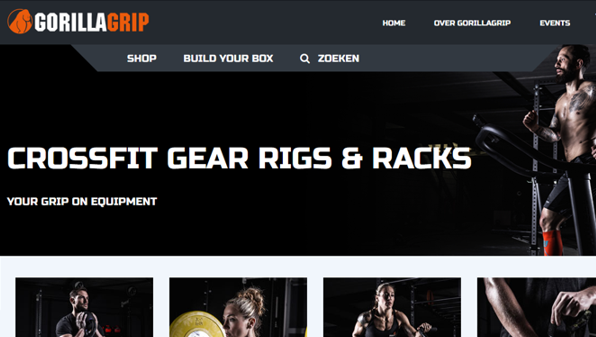 GORILLAGRIP
HOME OVER GORILLAGRIP EVENTS
SHOP BUILD YOUR BOX ZOEKEN
CROSSFIT GEAR RIGS & RACKS
YOUR GRIP ON EQUIPMENT